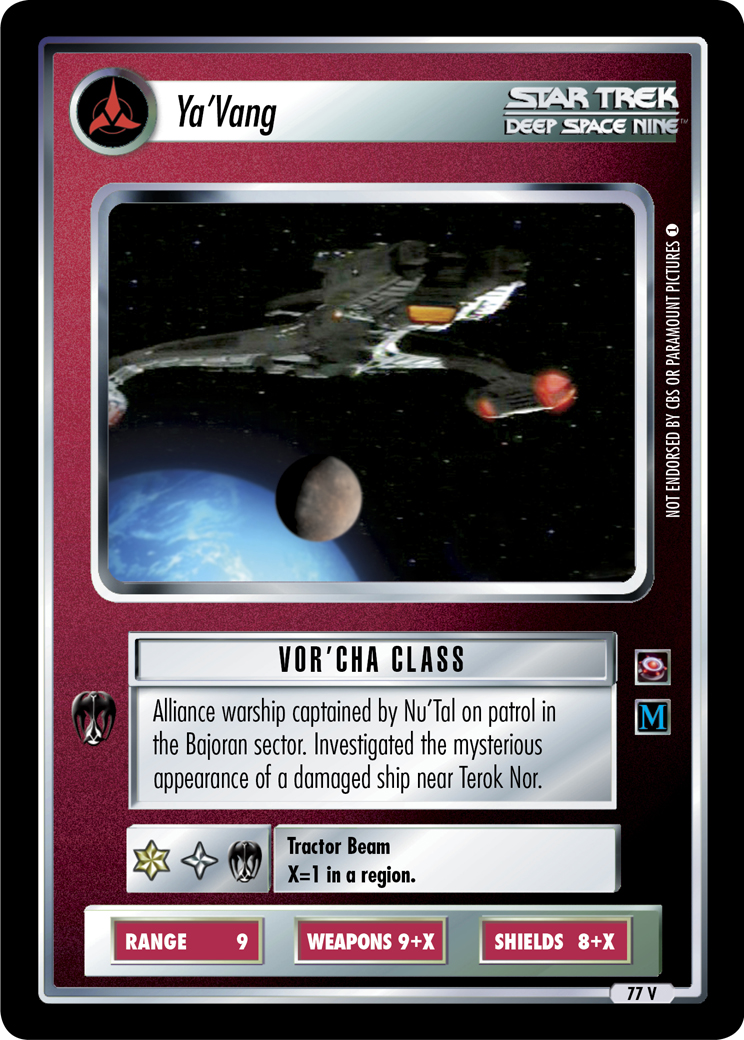 Ya'Vang
STAR TREK
DEEP SPACE NINE™
NOT ENDORSED BY CBS OR PARAMOUNT PICTURES 1
VOR'CHA CLASS
Alliance warship captained by Nu'Tal on patrol in
the Bajoran sector. Investigated the mysterious
appearance of a damaged ship near Terok Nor.
M
Tractor Beam
X=1 in a region.
RANGE 9
WEAPONS 9+X
SHIELDS 8+X
77 V